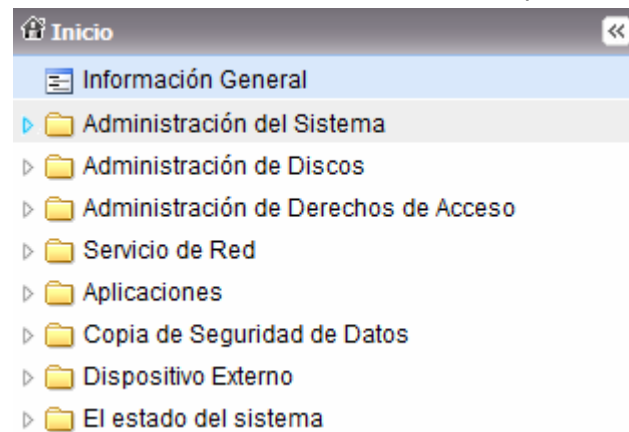 Inicio
Información General
Administración del Sistema
Administración de Discos
Administración de Derechos de Acceso
Servicio de Red
Aplicaciones
Copia de Seguridad de Datos
Dispositivo Externo
El estado del sistema